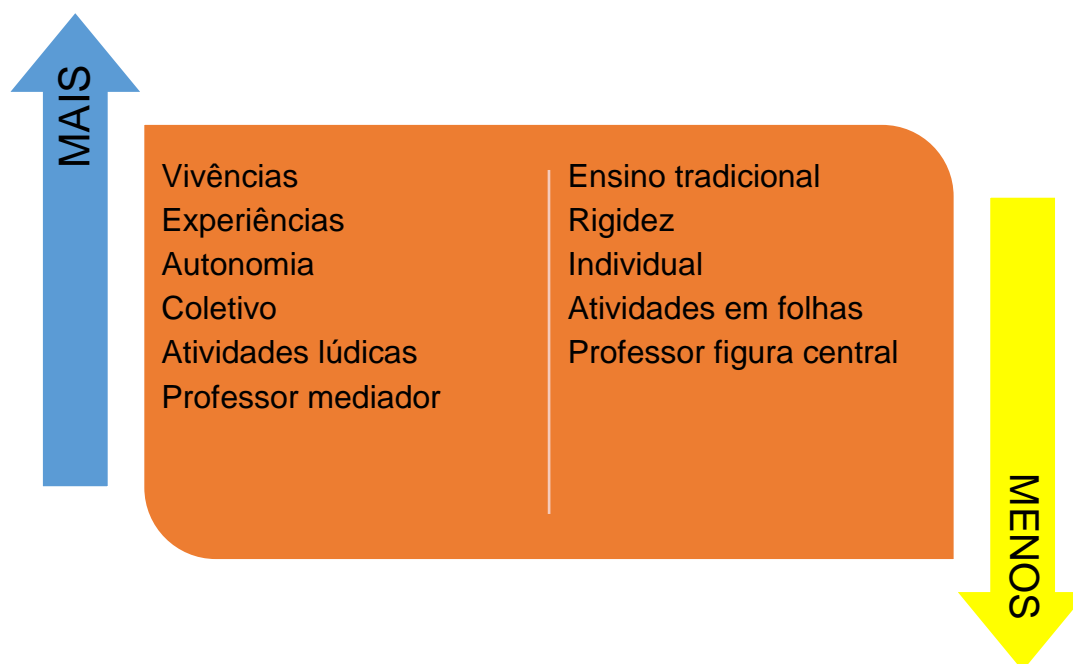 MAIS
Vivências
Experiências
Autonomia
Coletivo
Atividades lúdicas
Professor mediador
Ensino tradicional
Rigidez
Individual
Atividades em folhas
Professor figura central
MENOS